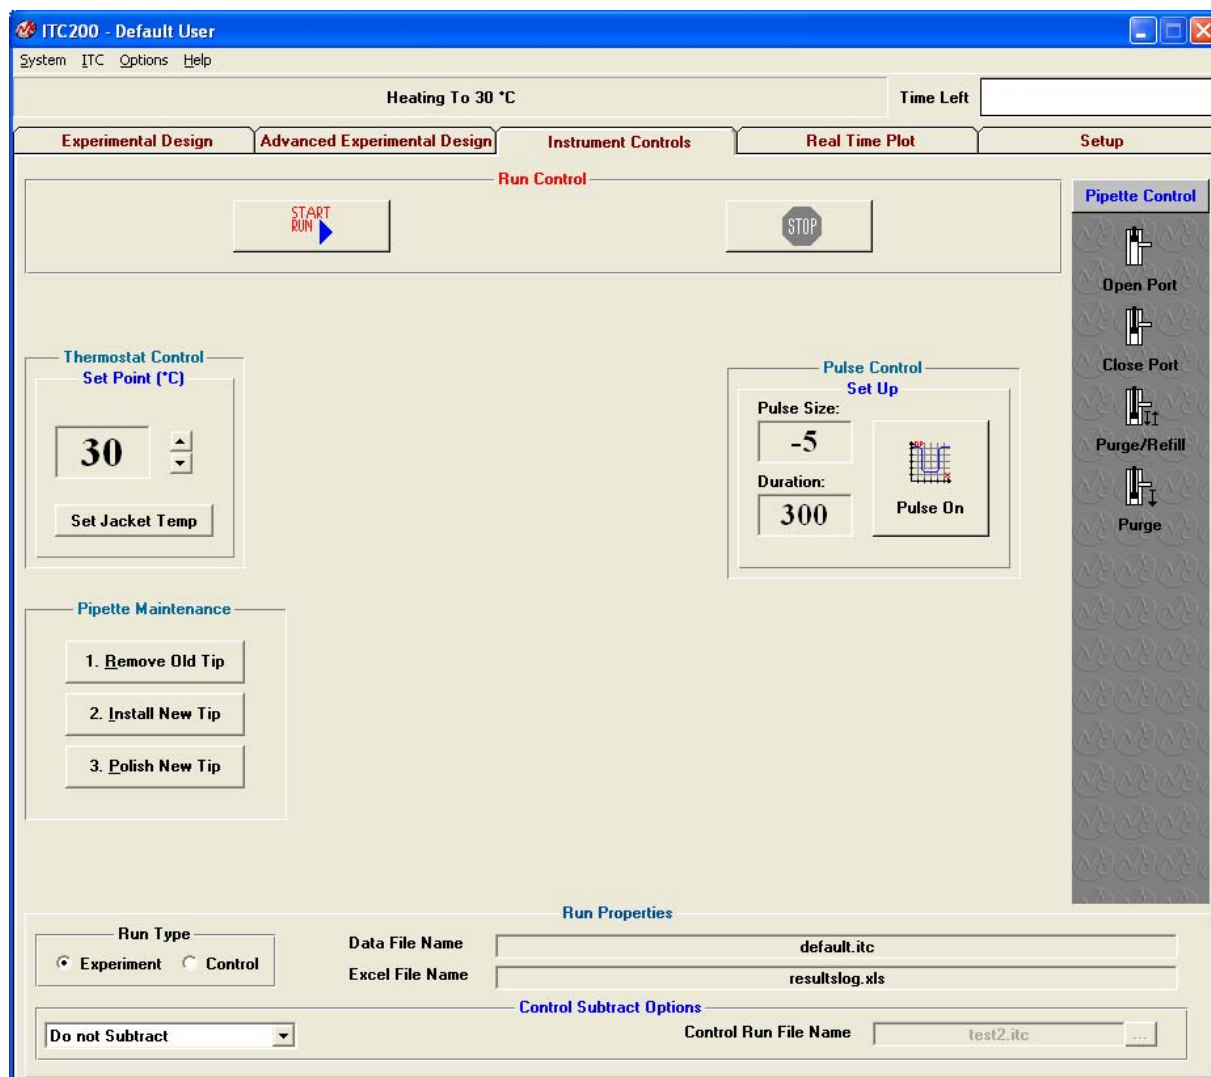 ITC200 - Default User
System ITC Options Help
Heating To 30 °C
Time Left
Experimental Design
Advanced Experimental Design
Instrument Controls
Real Time Plot
Setup
Run Control
START
RUN
STOP
Pipette Control
Open Port
Close Port
Purge/Refill
Purge
Thermostat Control
Set Point (°C)
30
Set Jacket Temp
Pulse Control
Set Up
Pulse Size:
-5
Duration:
300
Pulse On
Pipette Maintenance
1. Remove Old Tip
2. Install New Tip
3. Polish New Tip
Run Properties
Run Type
Experiment Control
Data File Name default.itc
Excel File Name resultslog.xls
Control Subtract Options
Do not Subtract
Control Run File Name test2.itc ...